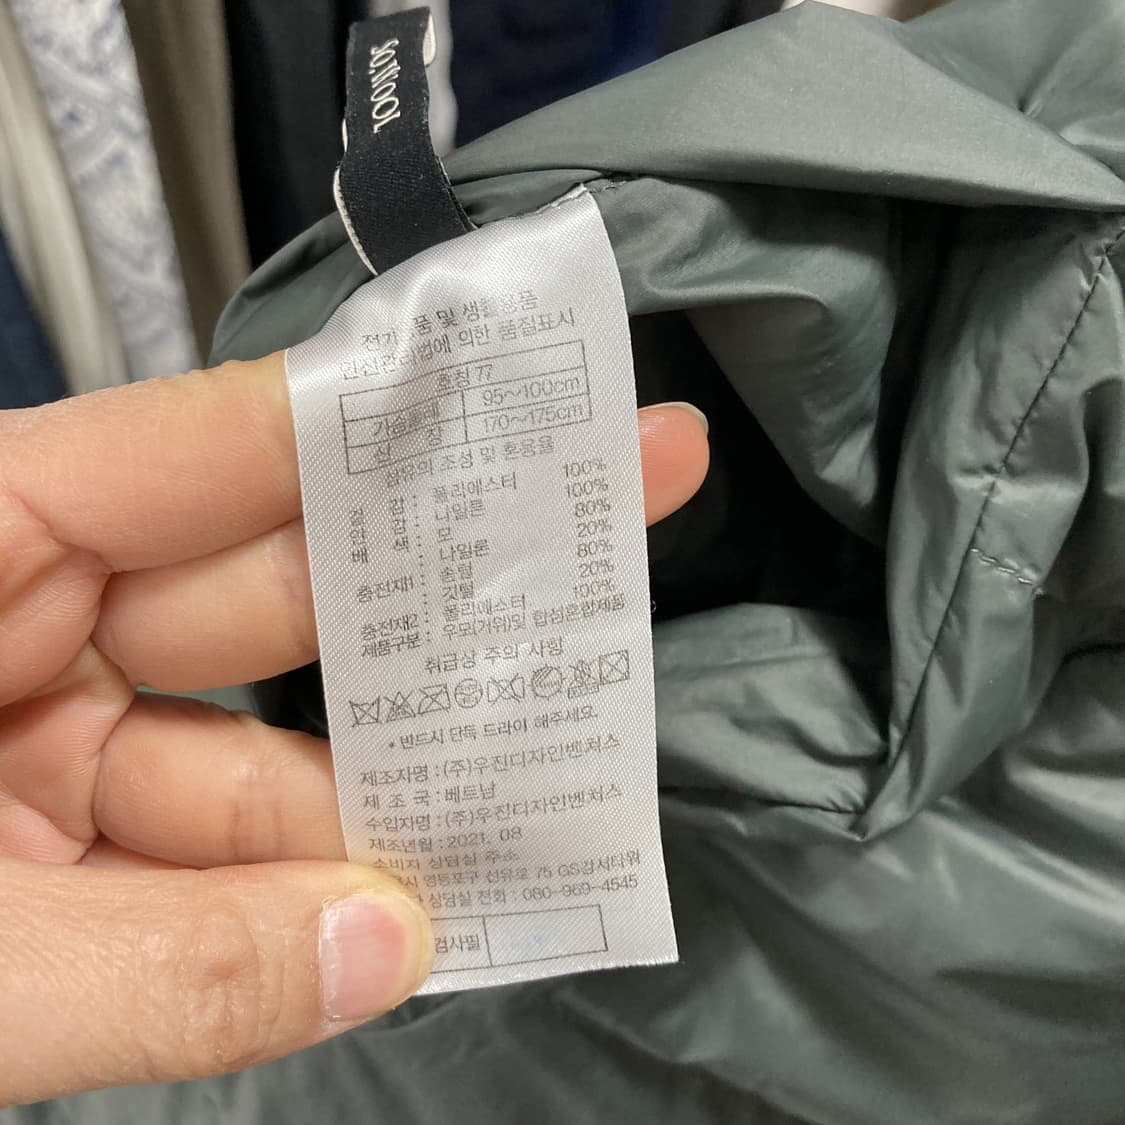 SOJOOL
전기 품 및 생활용품
안전관 법에 의한 품질표시
호칭 77
가슴둘레 95~100cm
신 장 170~175cm
섬유의 조성 및 혼용율
겉감 : 폴리에스터 100%
: 나일론 100%
배 색 : 모 80%
: 나일론 20%
충전재1 : 솜털 80%
: 깃털 20%
충전재2 : 폴리에스터 100%
제품구분 : 우모(거위)및 합섬혼합제품
취급상 주의 사항
* 반드시 단독 드라이 해주세요.
제조자명 : (주)우진디자인벤처스
제 조 국 : 베트남
수입자명 : (주)우진디자인벤처스
제조년월 : 2021. 08
소비자 상담실 주소
시 영등포구 선유로 75 GS강서타워
상담실 전화 : 080-969-4545
검사필